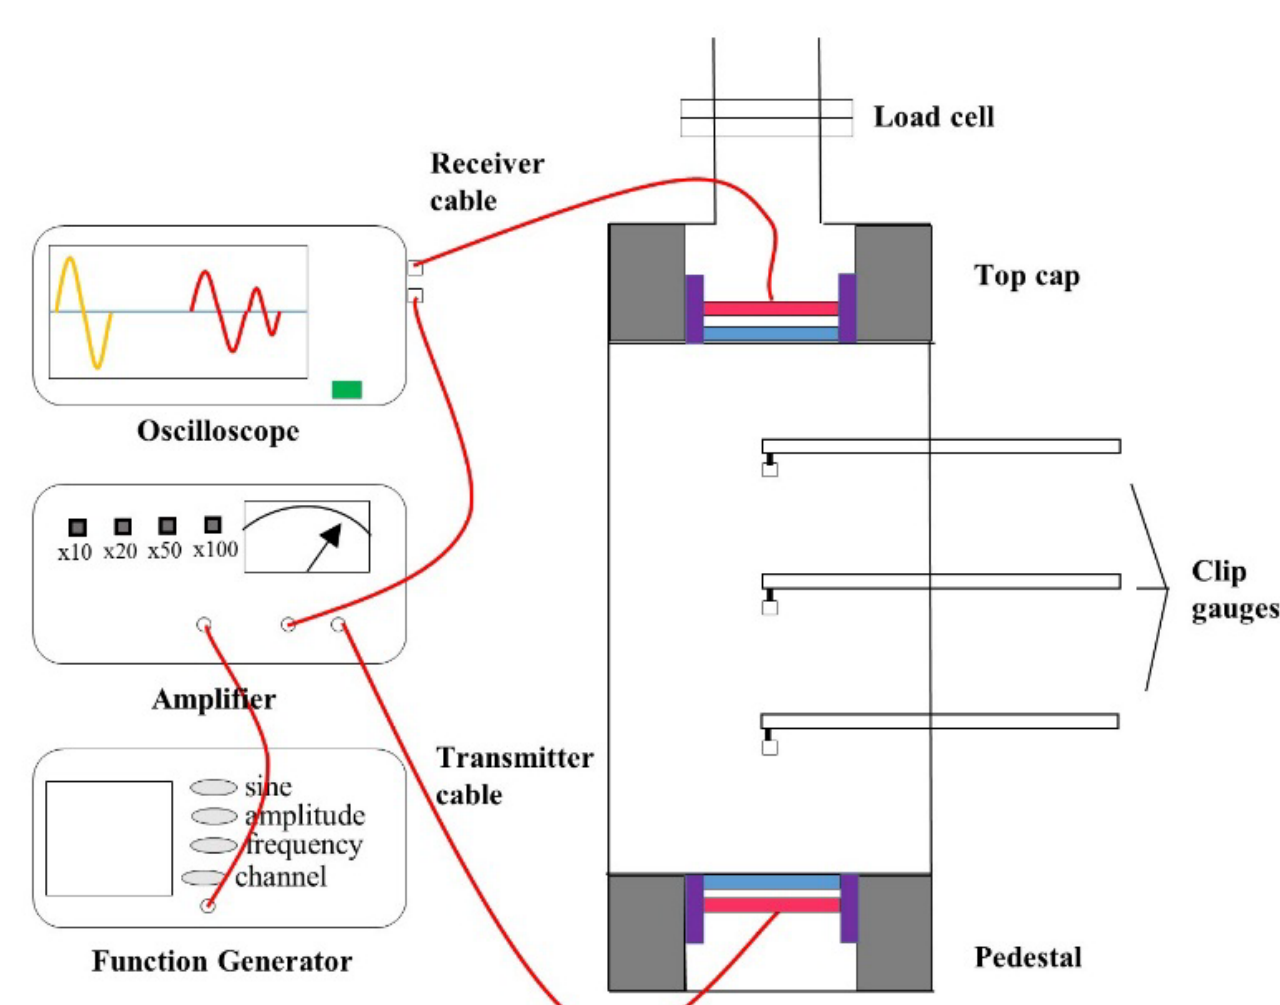 Load cell
Receiver
cable
Top cap
Oscilloscope
x10 x20 x50 x100
Clip
gauges
Amplifier
Transmitter
cable
sine
amplitude
frequency
channel
Function Generator
Pedestal